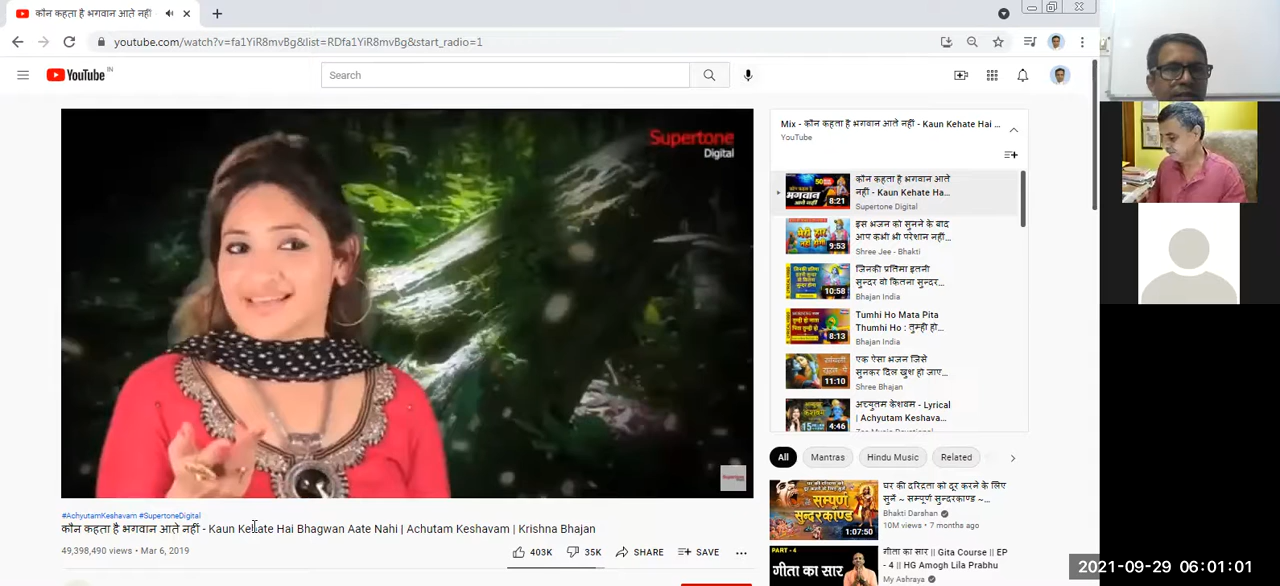 कौन कहता है भगवान आते नहीं
youtube.com/watch?v=fa1YiR8mvBg&list=RDfa1YiR8mvBg&start_radio=1
YouTube IN
Search
Supertone
Digital
Mix - कौन कहता है भगवान आते नहीं - Kaun Kehate Hai ...
YouTube
कौन कहता है भगवान आते
नहीं - Kaun Kehate Ha...
Supertone Digital
8:21
इस भजन को सुनने के बाद
आप कभी भी परेशान नहीं...
Shree Jee - Bhakti
9:53
जिनकी प्रतिमा इतनी
सुन्दर वो कितना सुन्दर...
Bhajan India
10:58
Tumhi Ho Mata Pita
Thumhi Ho : तुम्ही हो...
Bhajan India
8:13
एक ऐसा भजन जिसे
सुनकर दिल खुश हो जाए...
Shree Bhajan
11:10
अच्युतम केशवम - Lyrical
| Achyutam Keshava...
Zee Music Devotional
4:46
All
Mantras
Hindu Music
Related
#AchyutamKeshavam #SupertoneDigital
कौन कहता है भगवान आते नहीं - Kaun Kehate Hai Bhagwan Aate Nahi | Achutam Keshavam | Krishna Bhajan
49,398,490 views • Mar 6, 2019
403K
35K
SHARE
SAVE
सम्पूर्ण
सुन्दरकाण्ड
1:07:50
घर की दरिद्रता को दूर करने के लिए
सुनें ~ सम्पूर्ण सुन्दरकाण्ड ~...
Bhakti Darshan
10M views • 7 months ago
PART - 4
गीता का सार
गीता का सार || Gita Course || EP
- 4 || HG Amogh Lila Prabhu
My Ashraya
2021-09-29 06:01:01